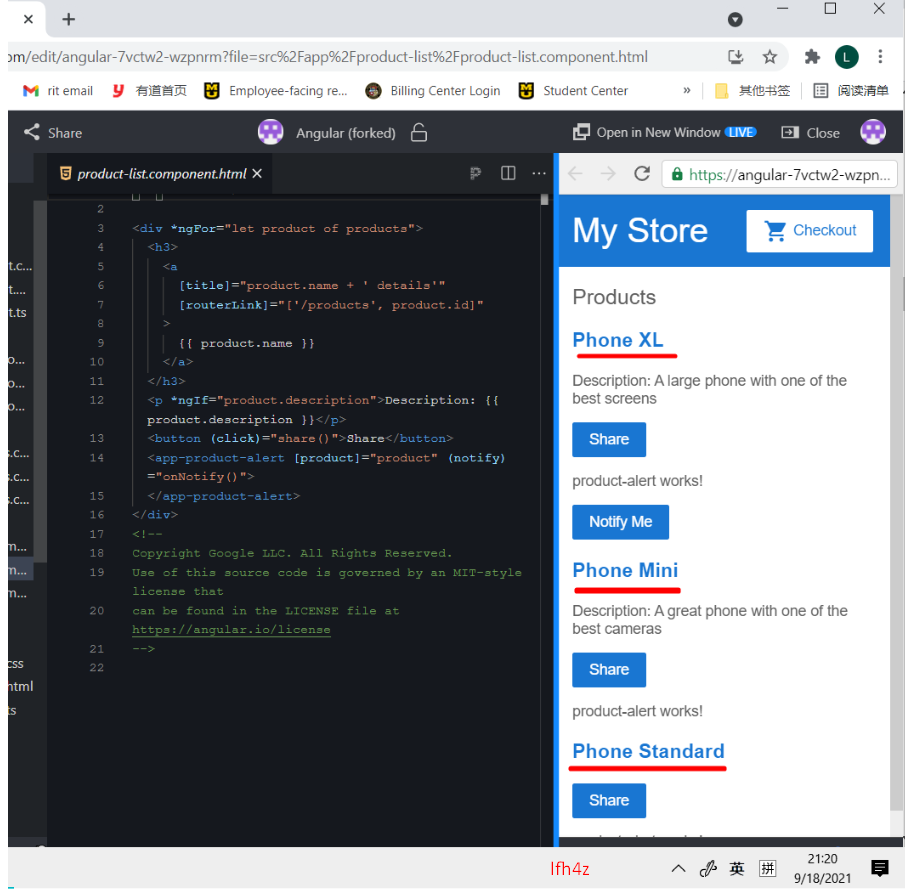 om/edit/angular-7vctw2-wzpnrm?file=src%2Fapp%2Fproduct-list%2Fproduct-list.component.html
L
rit email 有道首页 Employee-facing re... Billing Center Login Student Center » 其他书签 阅读清单
Share Angular (forked) Open in New Window LIVE Close
product-list.component.html
https://angular-7vctw2-wzpn...
2
3 <div *ngFor="let product of products">
4 <h3>
5 <a
6 [title]="product.name + ' details'"
7 [routerLink]="['/products', product.id]"
8 >
9 {{ product.name }}
10 </a>
11 </h3>
12 <p *ngIf="product.description">Description: {{
product.description }}</p>
13 <button (click)="share()">Share</button>
14 <app-product-alert [product]="product" (notify)
="onNotify()">
15 </app-product-alert>
16 </div>
17 <!--
18 Copyright Google LLC. All Rights Reserved.
19 Use of this source code is governed by an MIT-style
license that
20 can be found in the LICENSE file at
https://angular.io/license
21 -->
22
t.c...
t....
t.ts
o...
o...
o...
s.c...
s.c...
s.c...
m...
m...
m...
css
html
ts
My Store
Checkout
Products
Phone XL
Description: A large phone with one of the
best screens
Share
product-alert works!
Notify Me
Phone Mini
Description: A great phone with one of the
best cameras
Share
product-alert works!
Phone Standard
Share
lfh4z
英 拼 21:20
9/18/2021